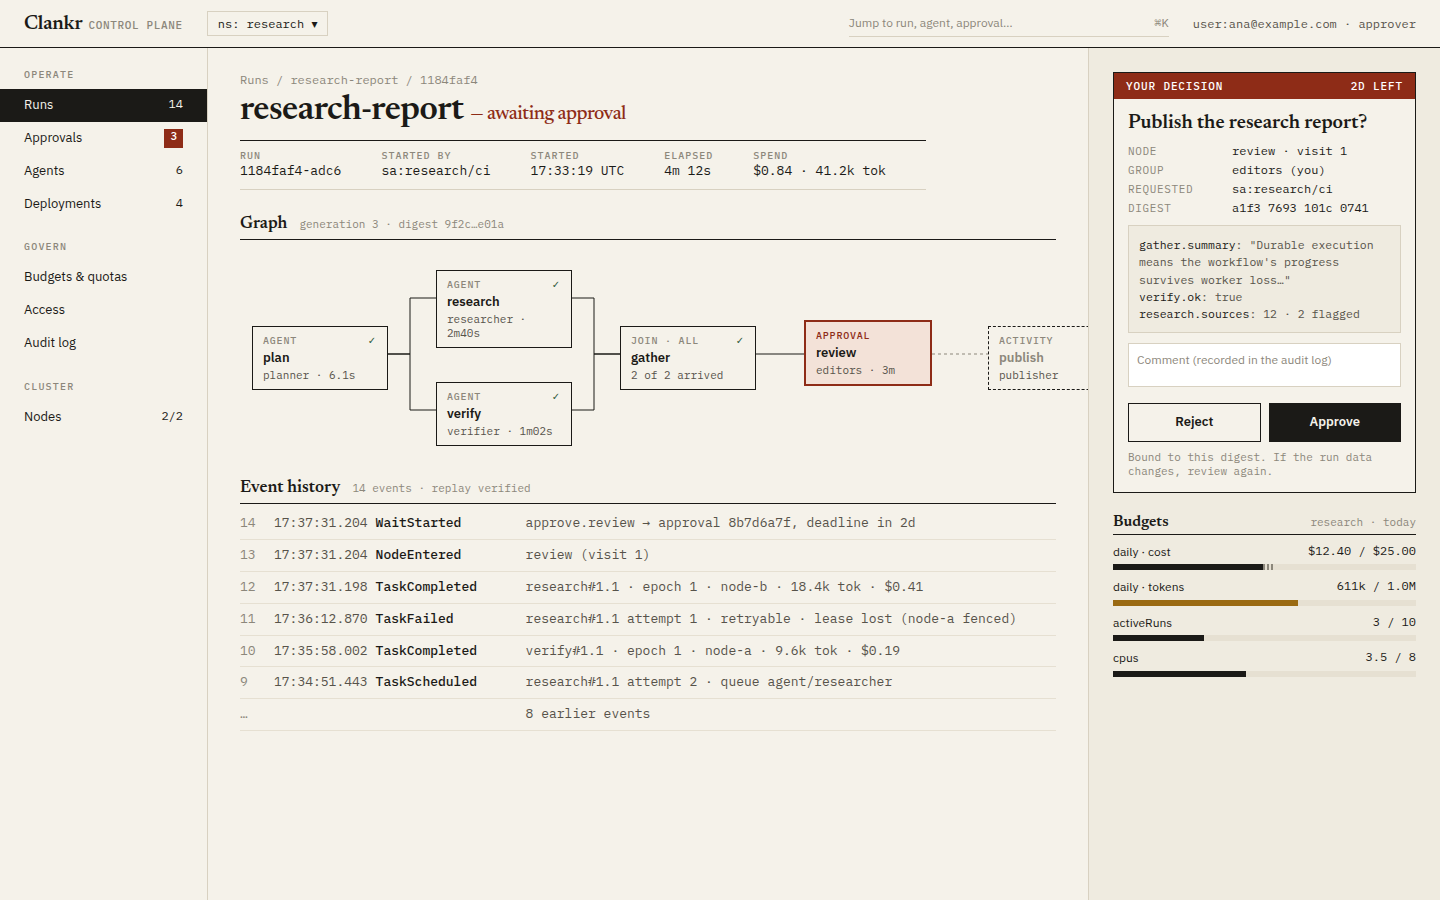 Clankr CONTROL PLANE
ns: research ▼
Jump to run, agent, approval... ⌘K
user:ana@example.com · approver
OPERATE
Runs 14
Approvals 3
Agents 6
Deployments 4
GOVERN
Budgets & quotas
Access
Audit log
CLUSTER
Nodes 2/2
Runs / research-report / 1184faf4
research-report — awaiting approval
RUN STARTED BY STARTED ELAPSED SPEND
1184faf4-adc6 sa:research/ci 17:33:19 UTC 4m 12s $0.84 · 41.2k tok
Graph generation 3 · digest 9f2c…e01a
AGENT ✓
plan
planner · 6.1s
AGENT ✓
research
researcher ·
2m40s
AGENT ✓
verify
verifier · 1m02s
JOIN · ALL ✓
gather
2 of 2 arrived
APPROVAL
review
editors · 3m
ACTIVITY
publish
publisher
Event history 14 events · replay verified
14 17:37:31.204 WaitStarted approve.review → approval 8b7d6a7f, deadline in 2d
13 17:37:31.204 NodeEntered review (visit 1)
12 17:37:31.198 TaskCompleted research#1.1 · epoch 1 · node-b · 18.4k tok · $0.41
11 17:36:12.870 TaskFailed research#1.1 attempt 1 · retryable · lease lost (node-a fenced)
10 17:35:58.002 TaskCompleted verify#1.1 · epoch 1 · node-a · 9.6k tok · $0.19
9 17:34:51.443 TaskScheduled research#1.1 attempt 2 · queue agent/researcher
… 8 earlier events
YOUR DECISION 2D LEFT
Publish the research report?
NODE review · visit 1
GROUP editors (you)
REQUESTED sa:research/ci
DIGEST a1f3 7693 101c 0741
gather.summary: "Durable execution
means the workflow's progress
survives worker loss…"
verify.ok: true
research.sources: 12 · 2 flagged
Comment (recorded in the audit log)
Reject Approve
Bound to this digest. If the run data
changes, review again.
Budgets research · today
daily · cost $12.40 / $25.00
daily · tokens 611k / 1.0M
activeRuns 3 / 10
cpus 3.5 / 8